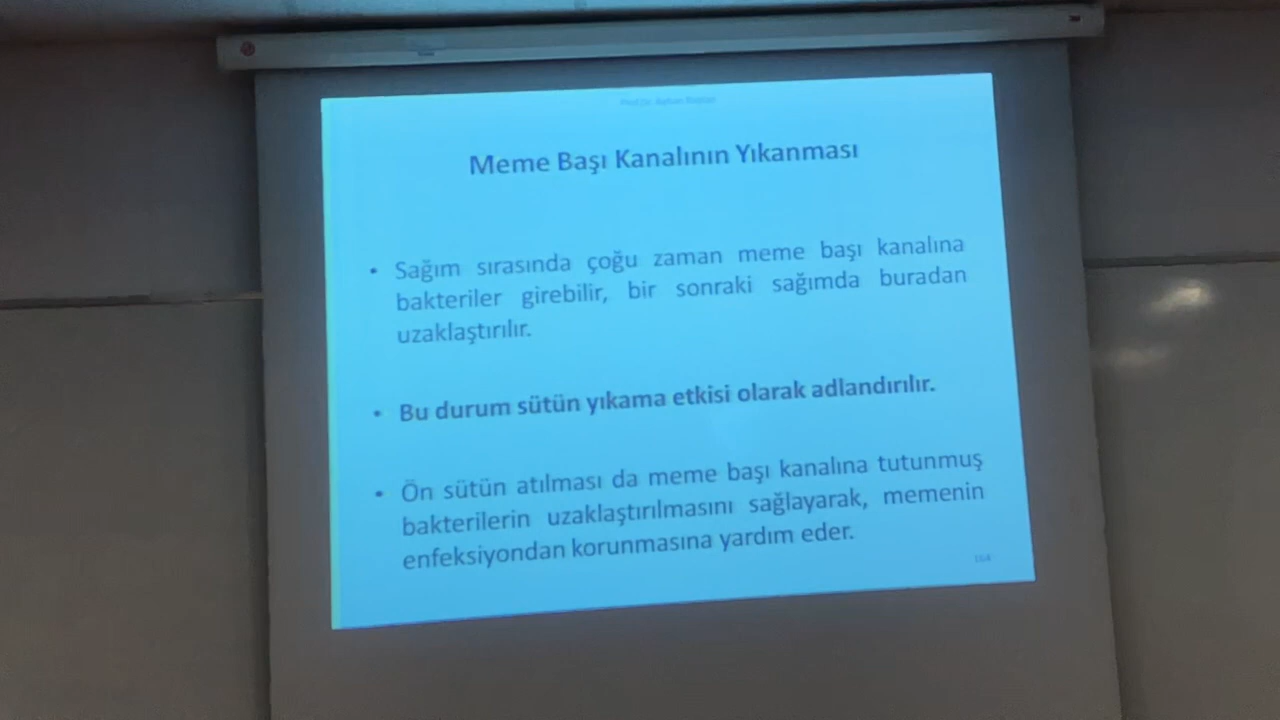 Meme Başı Kanalının Yıkanması
• Sağım sırasında çoğu zaman meme başı kanalına
bakteriler girebilir, bir sonraki sağımda buradan
uzaklaştırılır.
• Bu durum sütün yıkama etkisi olarak adlandırılır.
• Ön sütün atılması da meme başı kanalına tutunmuş
bakterilerin uzaklaştırılmasını sağlayarak, memenin
enfeksiyondan korunmasına yardım eder.
164